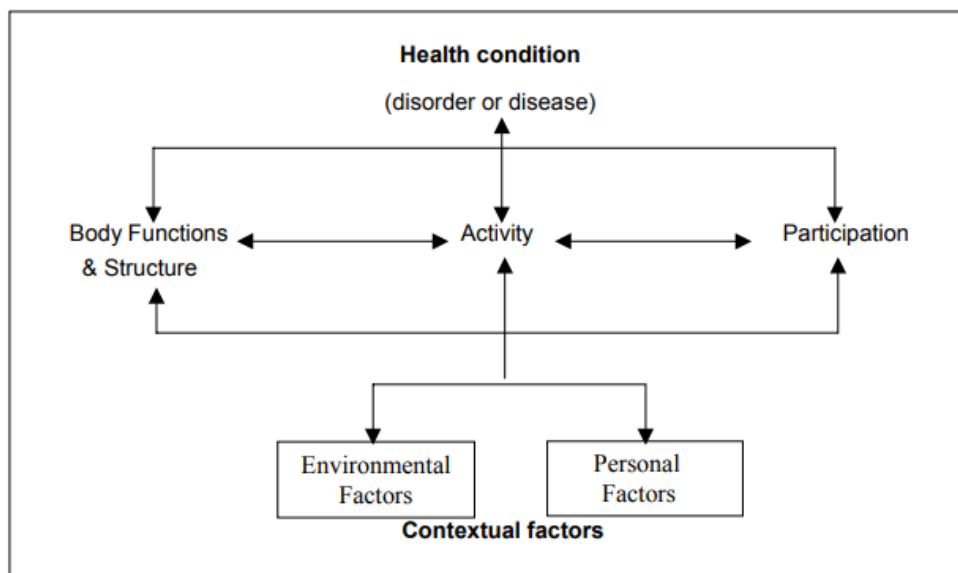 Health condition
(disorder or disease)
Body Functions
& Structure
Activity
Participation
Environmental
Factors
Personal
Factors
Contextual factors